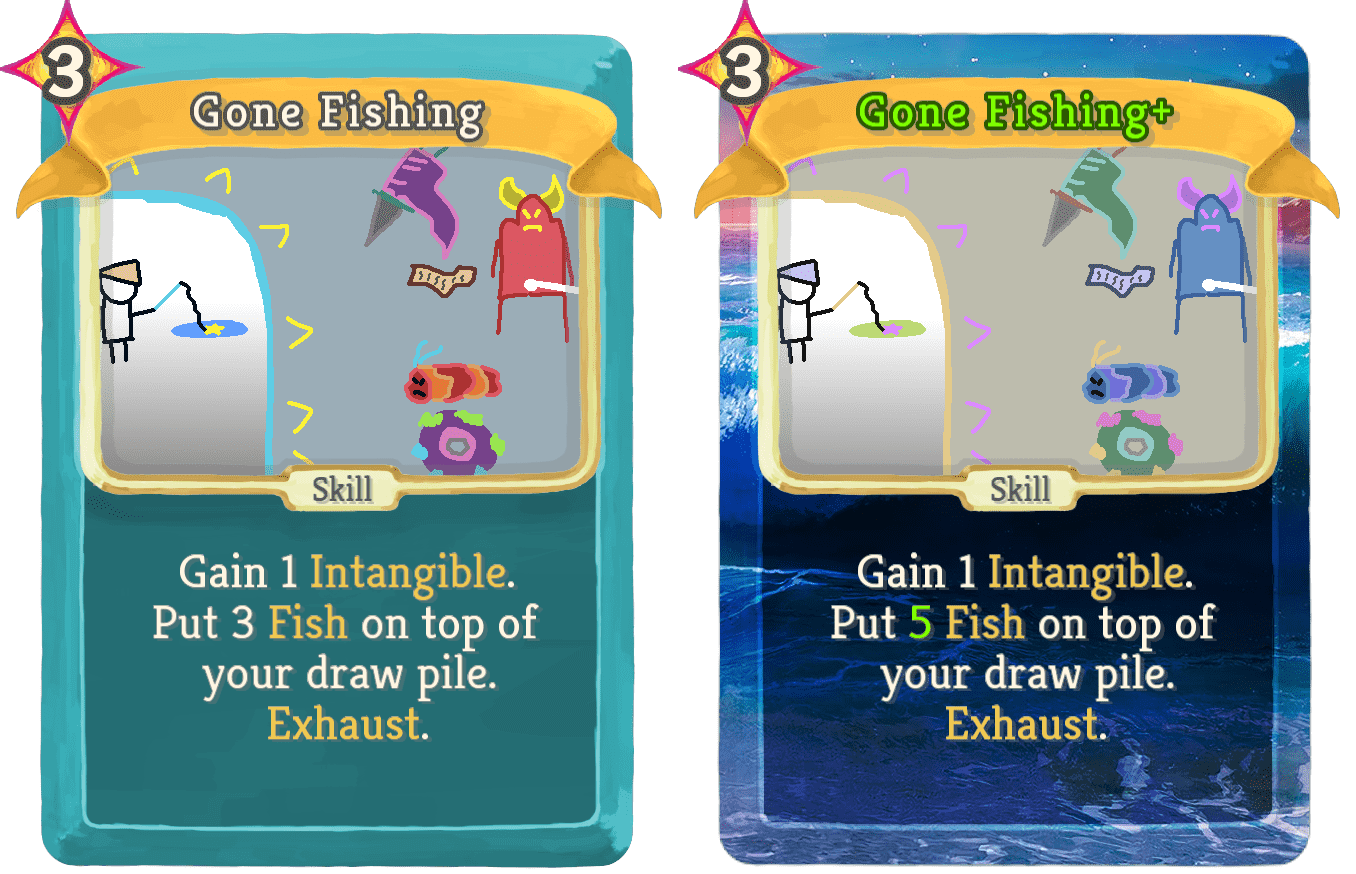 3
Gone Fishing
Skill
Gain 1 Intangible.
Put 3 Fish on top of
your draw pile.
Exhaust.
3
Gone Fishing+
Skill
Gain 1 Intangible.
Put 5 Fish on top of
your draw pile.
Exhaust.